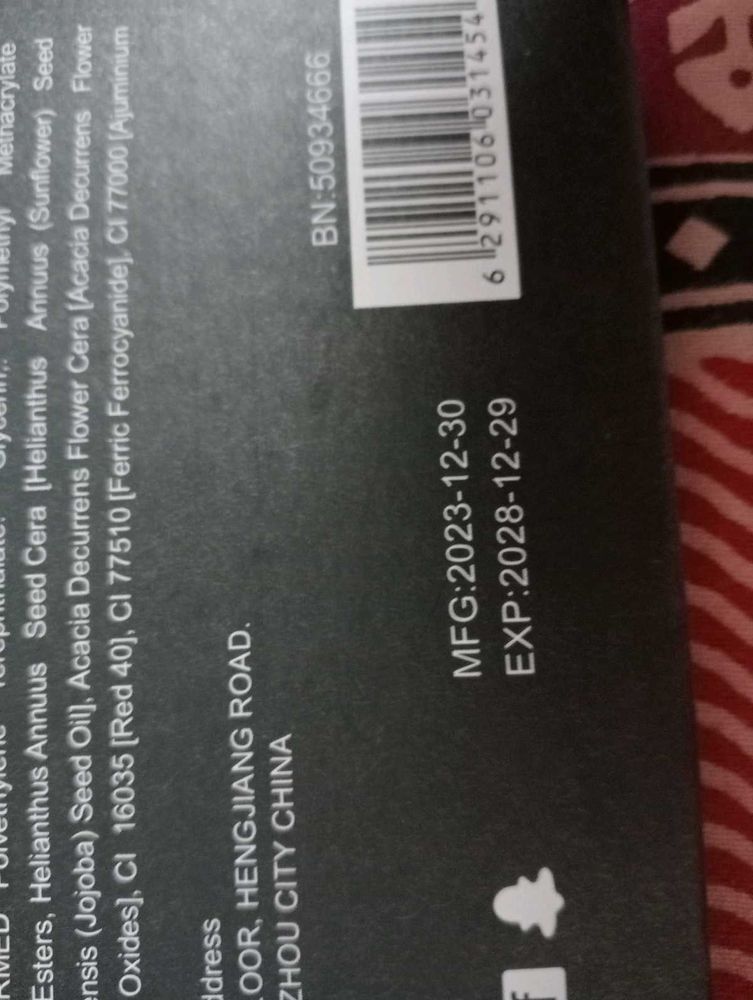 Methacrylate
Esters, Helianthus Annuus Seed Cera [Helianthus Annuus (Sunflower) Seed
ensis (Jojoba) Seed Oil], Acacia Decurrens Flower Cera [Acacia Decurrens Flower
Oxides], CI 16035 [Red 40], CI 77510 [Ferric Ferrocyanide], CI 77000 [Ajuminium
ddress
OOR, HENGJIANG ROAD.
ZHOU CITY CHINA
BN:50934666
6 291106 031454
MFG:2023-12-30
EXP:2028-12-29